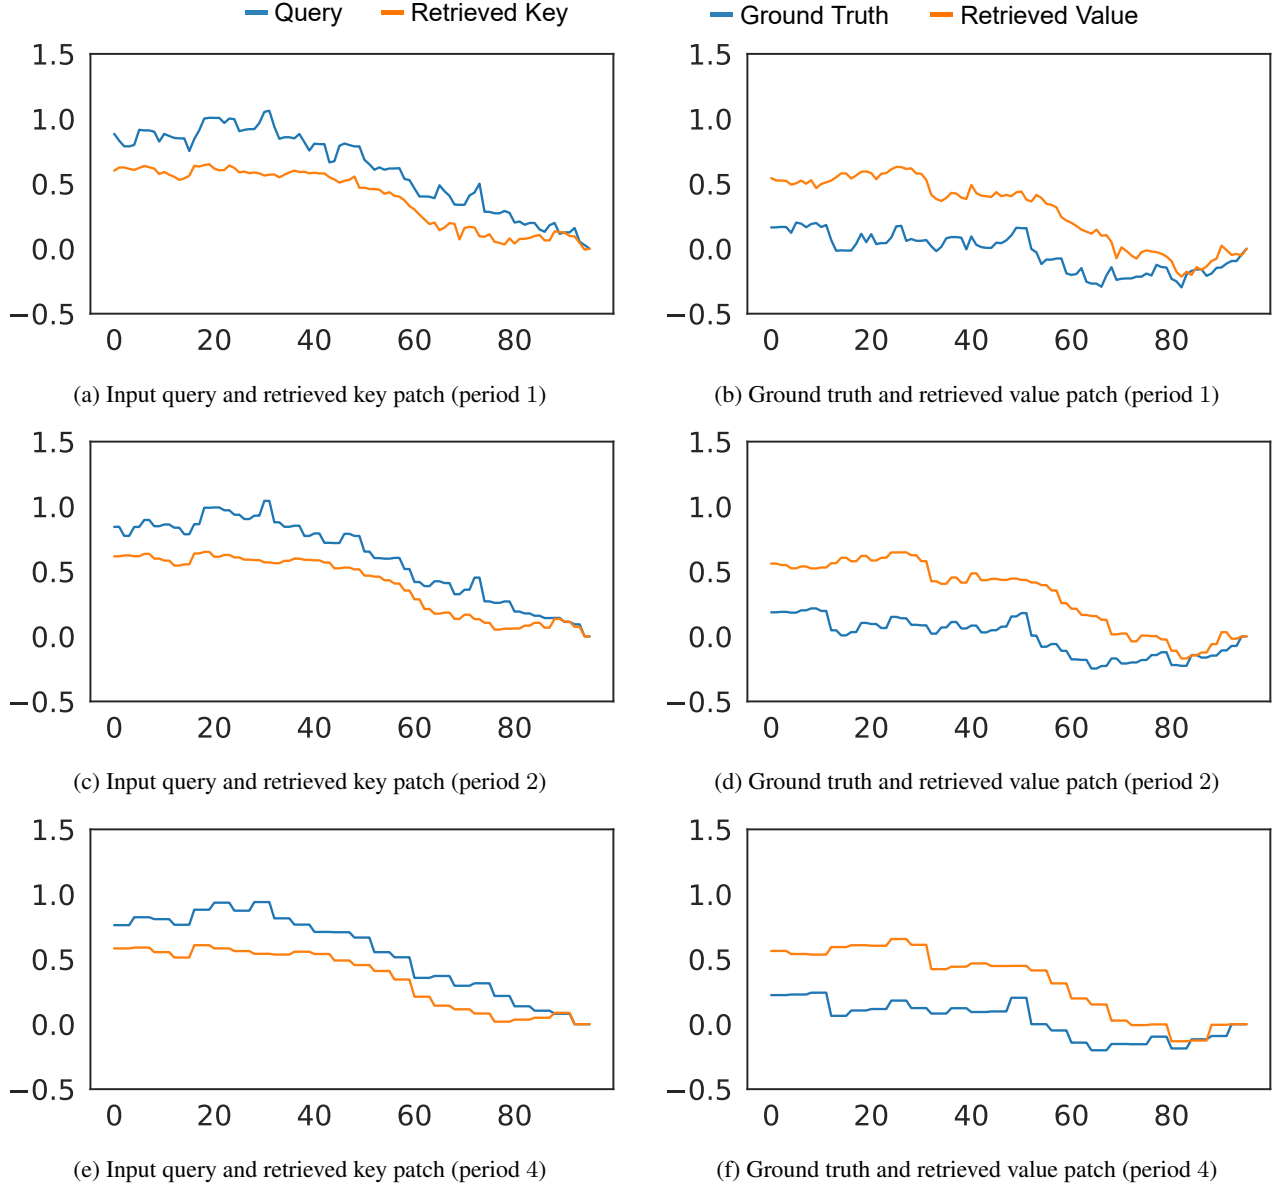 Query Retrieved Key
Ground Truth Retrieved Value
1.5
1.0
0.5
0.0
−0.5
0 20 40 60 80
(a) Input query and retrieved key patch (period 1)
1.5
1.0
0.5
0.0
−0.5
0 20 40 60 80
(b) Ground truth and retrieved value patch (period 1)
1.5
1.0
0.5
0.0
−0.5
0 20 40 60 80
(c) Input query and retrieved key patch (period 2)
1.5
1.0
0.5
0.0
−0.5
0 20 40 60 80
(d) Ground truth and retrieved value patch (period 2)
1.5
1.0
0.5
0.0
−0.5
0 20 40 60 80
(e) Input query and retrieved key patch (period 4)
1.5
1.0
0.5
0.0
−0.5
0 20 40 60 80
(f) Ground truth and retrieved value patch (period 4)